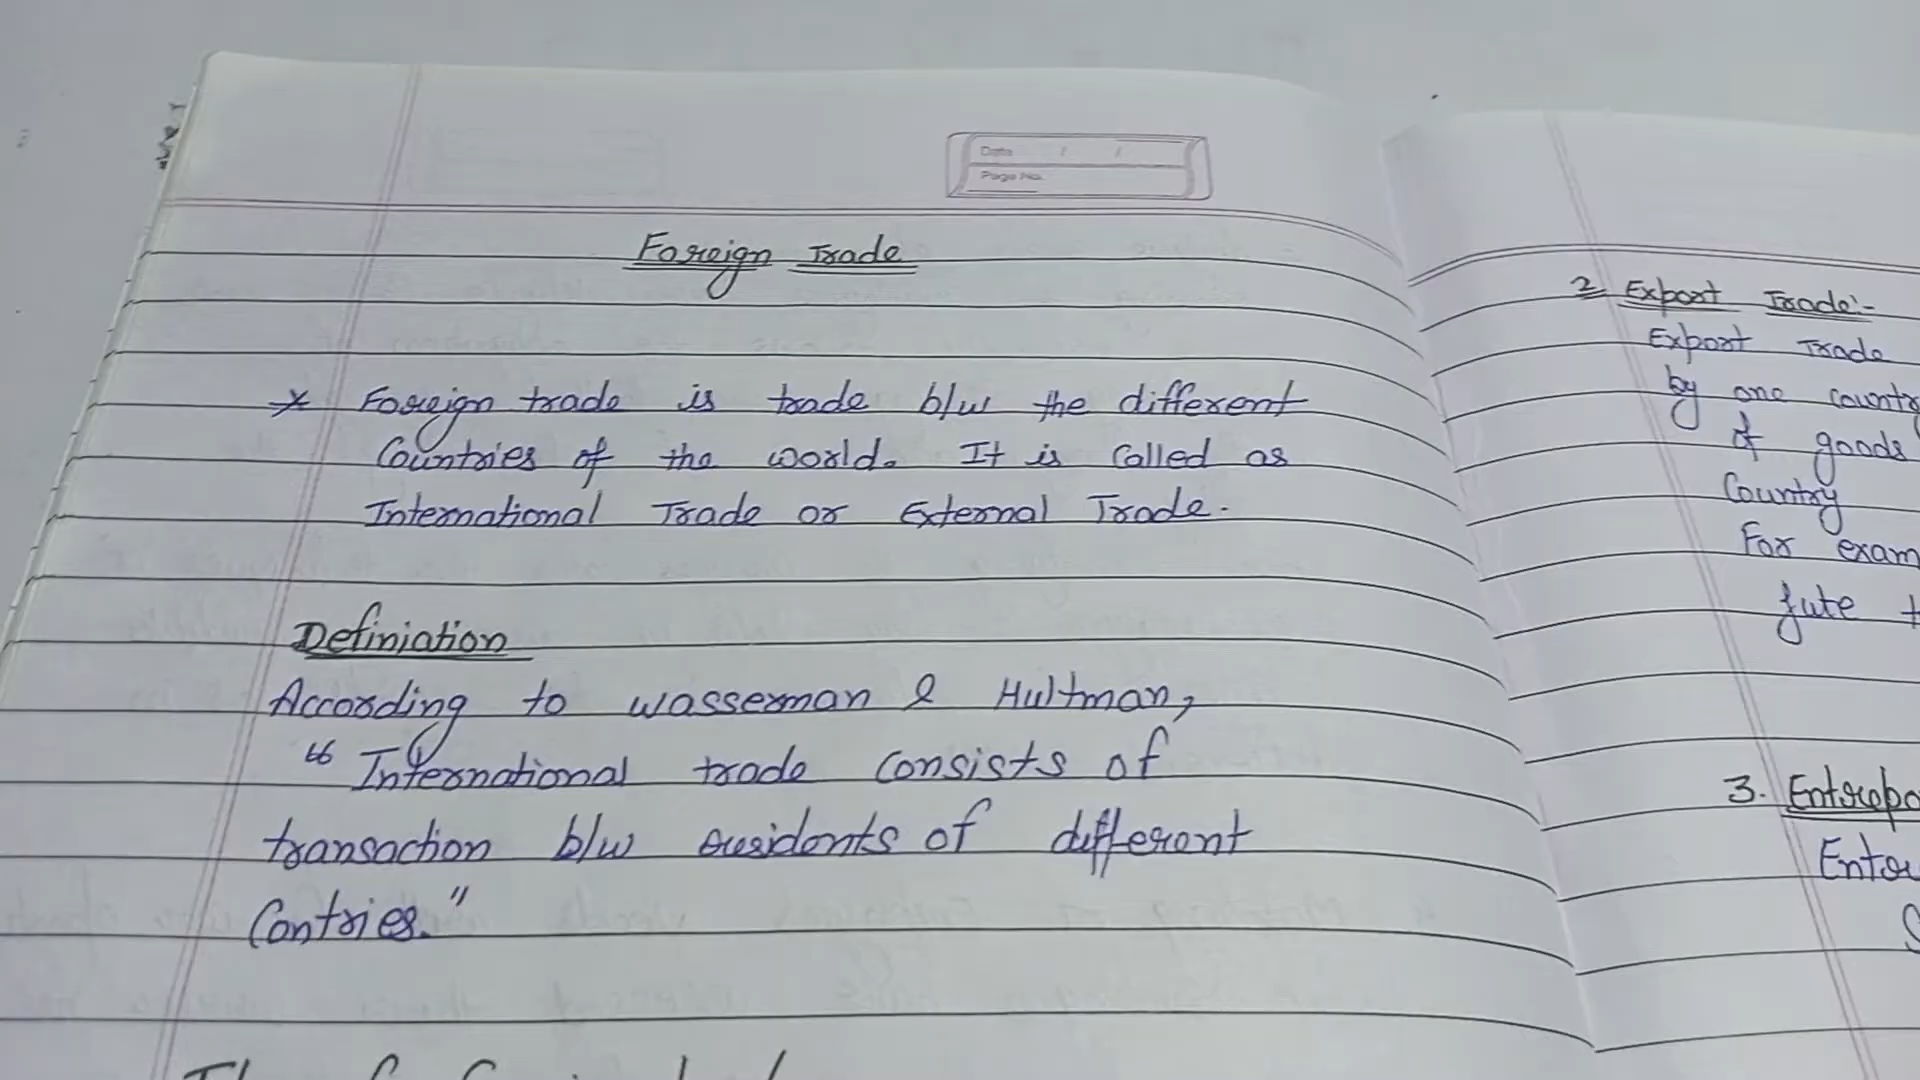 Date / /
Page No.
Foreign Trade
* Foreign trade is trade b/w the different
Countries of the world. It is Called as
International Trade or External Trade.
Definiation
According to wasserman & Hultman,
"International trade Consists of
transaction b/w residents of different
Contries."
2. Export Trade:-
Export Trade
by one country
of goods
Country
For exam
Jute
3. Entrepo